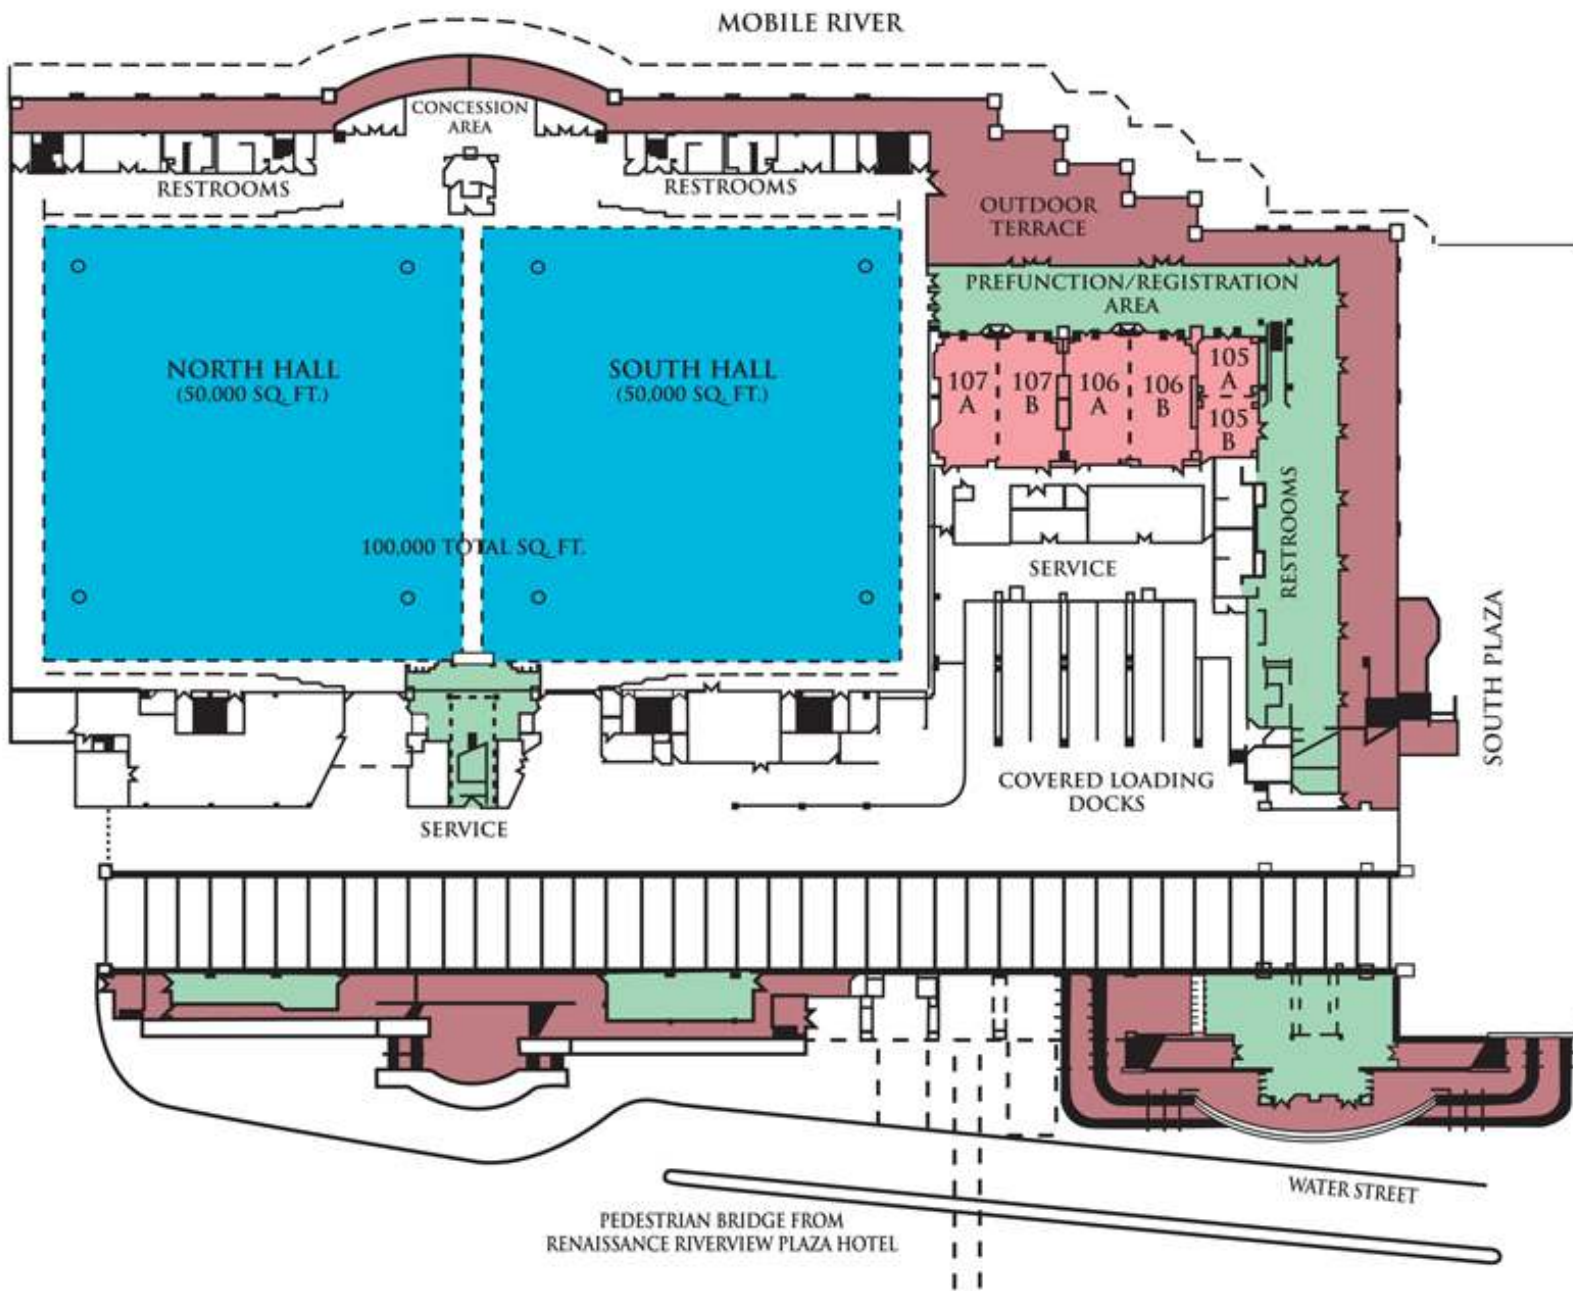 MOBILE RIVER
CONCESSION
AREA
RESTROOMS
RESTROOMS
OUTDOOR
TERRACE
PREFUNCTION/REGISTRATION
AREA
NORTH HALL
(50,000 SQ. FT.)
SOUTH HALL
(50,000 SQ. FT.)
107
A
107
B
106
A
106
B
105
A
105
B
100,000 TOTAL SQ. FT.
SERVICE
RESTROOMS
SOUTH PLAZA
COVERED LOADING
DOCKS
SERVICE
WATER STREET
PEDESTRIAN BRIDGE FROM
RENAISSANCE RIVERVIEW PLAZA HOTEL